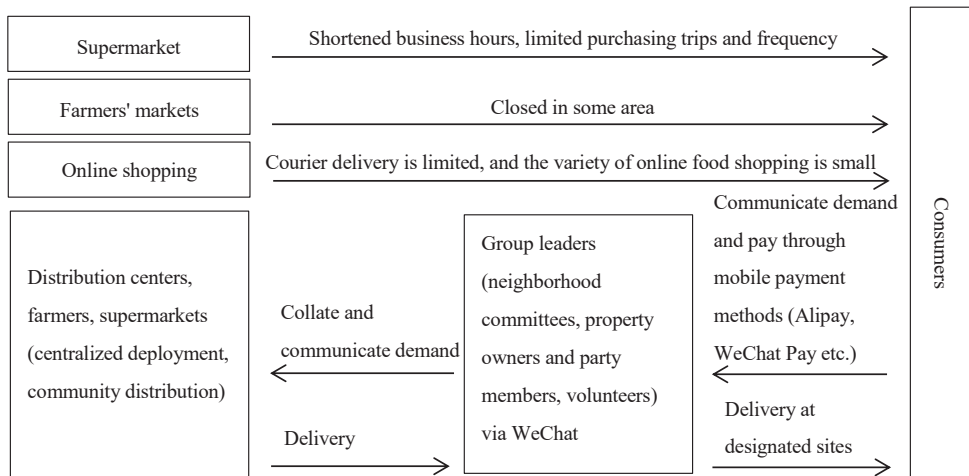 Supermarket
Shortened business hours, limited purchasing trips and frequency
Farmers' markets
Closed in some area
Online shopping
Courier delivery is limited, and the variety of online food shopping is small
Distribution centers,
farmers, supermarkets
(centralized deployment,
community distribution)
Collate and
communicate demand
Delivery
Group leaders
(neighborhood
committees, property
owners and party
members, volunteers)
via WeChat
Communicate demand
and pay through
mobile payment
methods (Alipay,
WeChat Pay etc.)
Delivery at
designated sites
Consumers